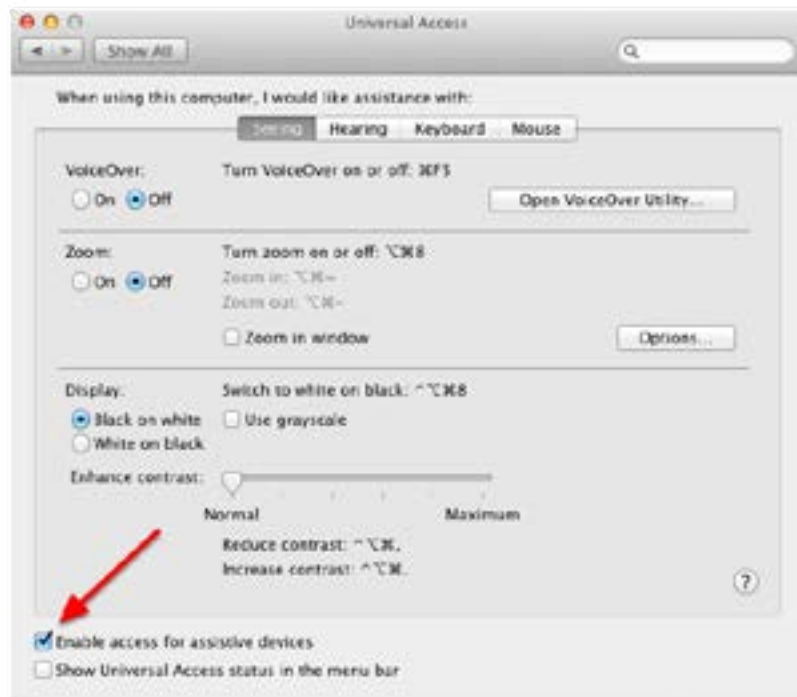 Universal Access
Show All
When using this computer, I would like assistance with:
Seeing Hearing Keyboard Mouse
VoiceOver: Turn VoiceOver on or off: ⌘F5
On Off Open VoiceOver Utility...
Zoom: Turn zoom on or off: ⌥⌘8
On Off Zoom in: ⌥⌘=
Zoom out: ⌥⌘-
Zoom in window Options...
Display: Switch to white on black: ^⌥⌘8
Black on white Use grayscale
White on black
Enhance contrast:
Normal Maximum
Reduce contrast: ^⌥⌘,
Increase contrast: ^⌥⌘.
?
Enable access for assistive devices
Show Universal Access status in the menu bar